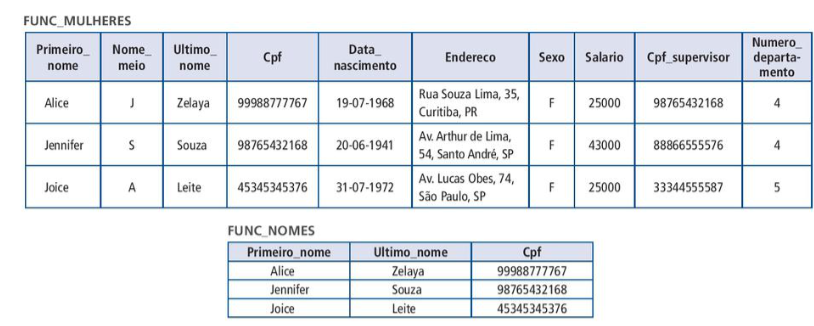 FUNC_MULHERES
Primeiro_ nome Nome_ meio Ultimo_ nome Cpf Data_ nascimento Endereco Sexo Salario Cpf_supervisor Numero_ departa- mento
Alice J Zelaya 99988777767 19-07-1968 Rua Souza Lima, 35, Curitiba, PR F 25000 98765432168 4
Jennifer S Souza 98765432168 20-06-1941 Av. Arthur de Lima, 54, Santo André, SP F 43000 88866555576 4
Joice A Leite 45345345376 31-07-1972 Av. Lucas Obes, 74, São Paulo, SP F 25000 33344555587 5
FUNC_NOMES
Primeiro_nome Ultimo_nome Cpf
Alice Zelaya 99988777767
Jennifer Souza 98765432168
Joice Leite 45345345376